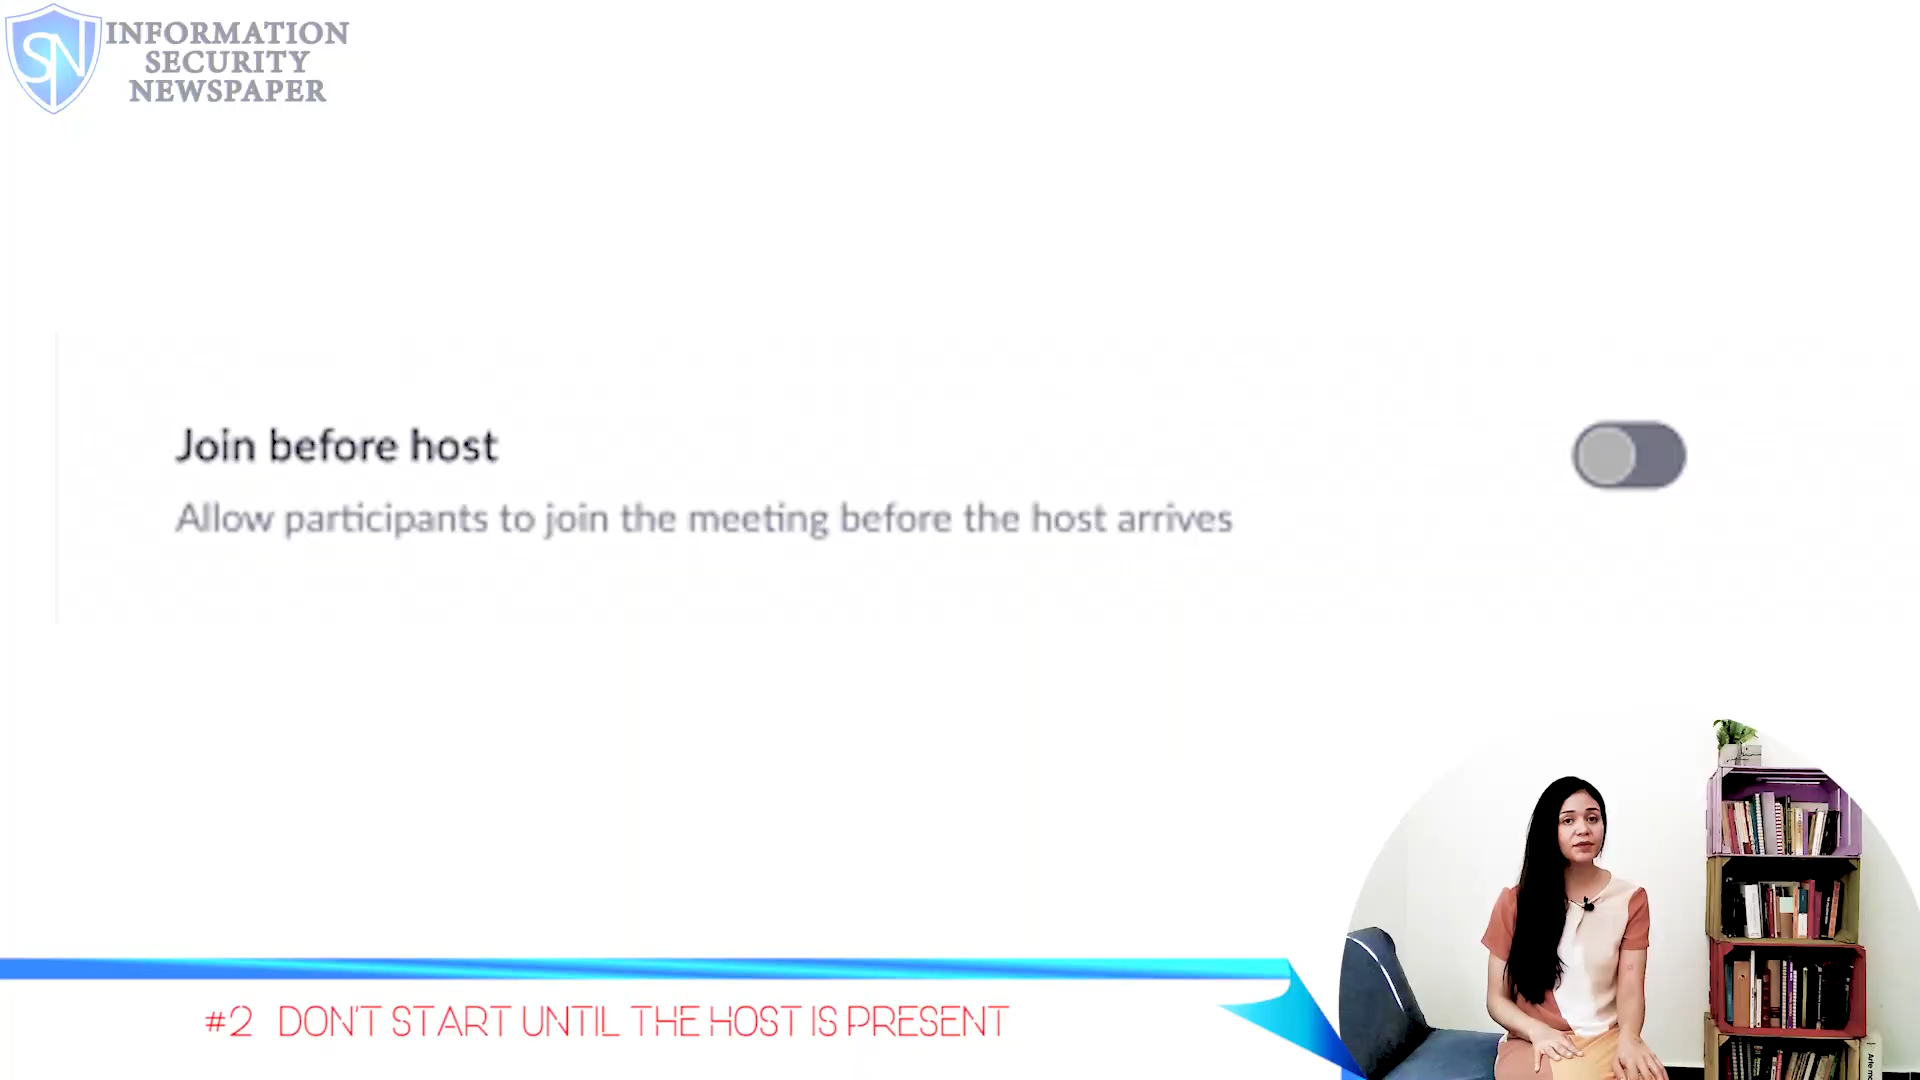 SN
INFORMATION
SECURITY
NEWSPAPER
Join before host
Allow participants to join the meeting before the host arrives
#2 DON'T START UNTIL THE HOST IS PRESENT